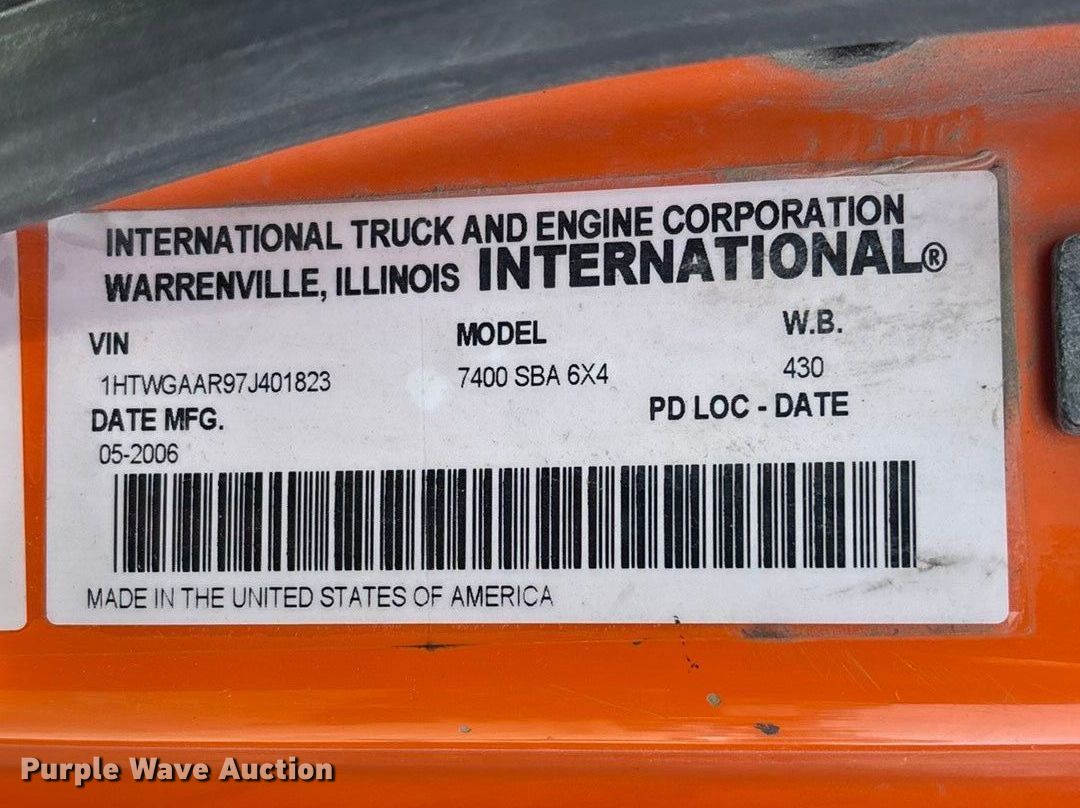 INTERNATIONAL TRUCK AND ENGINE CORPORATION
WARRENVILLE, ILLINOIS INTERNATIONAL®
VIN MODEL W.B.
1HTWGAAR97J401823 7400 SBA 6X4 430
DATE MFG. PD LOC - DATE
05-2006
MADE IN THE UNITED STATES OF AMERICA
Purple Wave Auction